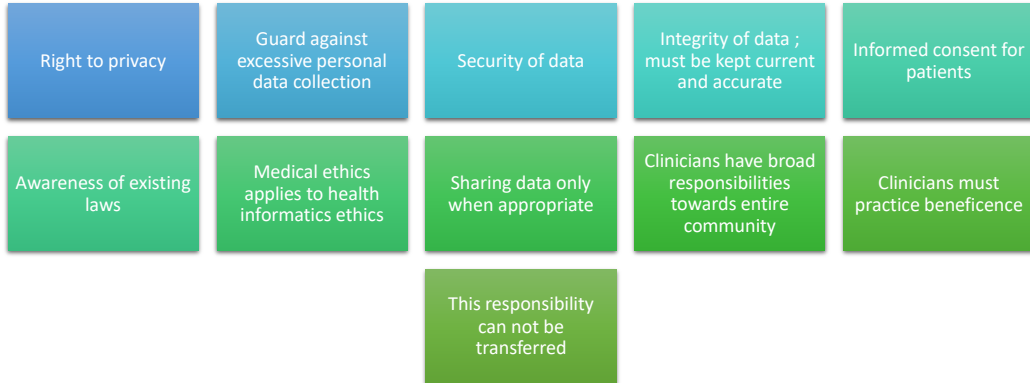 Right to privacy
Guard against
excessive personal
data collection
Security of data
Integrity of data ;
must be kept current
and accurate
Informed consent for
patients
Awareness of existing
laws
Medical ethics
applies to health
informatics ethics
Sharing data only
when appropriate
Clinicians have broad
responsibilities
towards entire
community
Clinicians must
practice beneficence
This responsibility
can not be
transferred